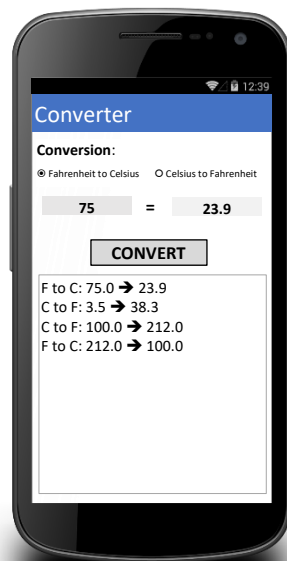 12:39
Converter
Conversion:
Fahrenheit to Celsius Celsius to Fahrenheit
75 = 23.9
CONVERT
F to C: 75.0 ➔ 23.9
C to F: 3.5 ➔ 38.3
C to F: 100.0 ➔ 212.0
F to C: 212.0 ➔ 100.0